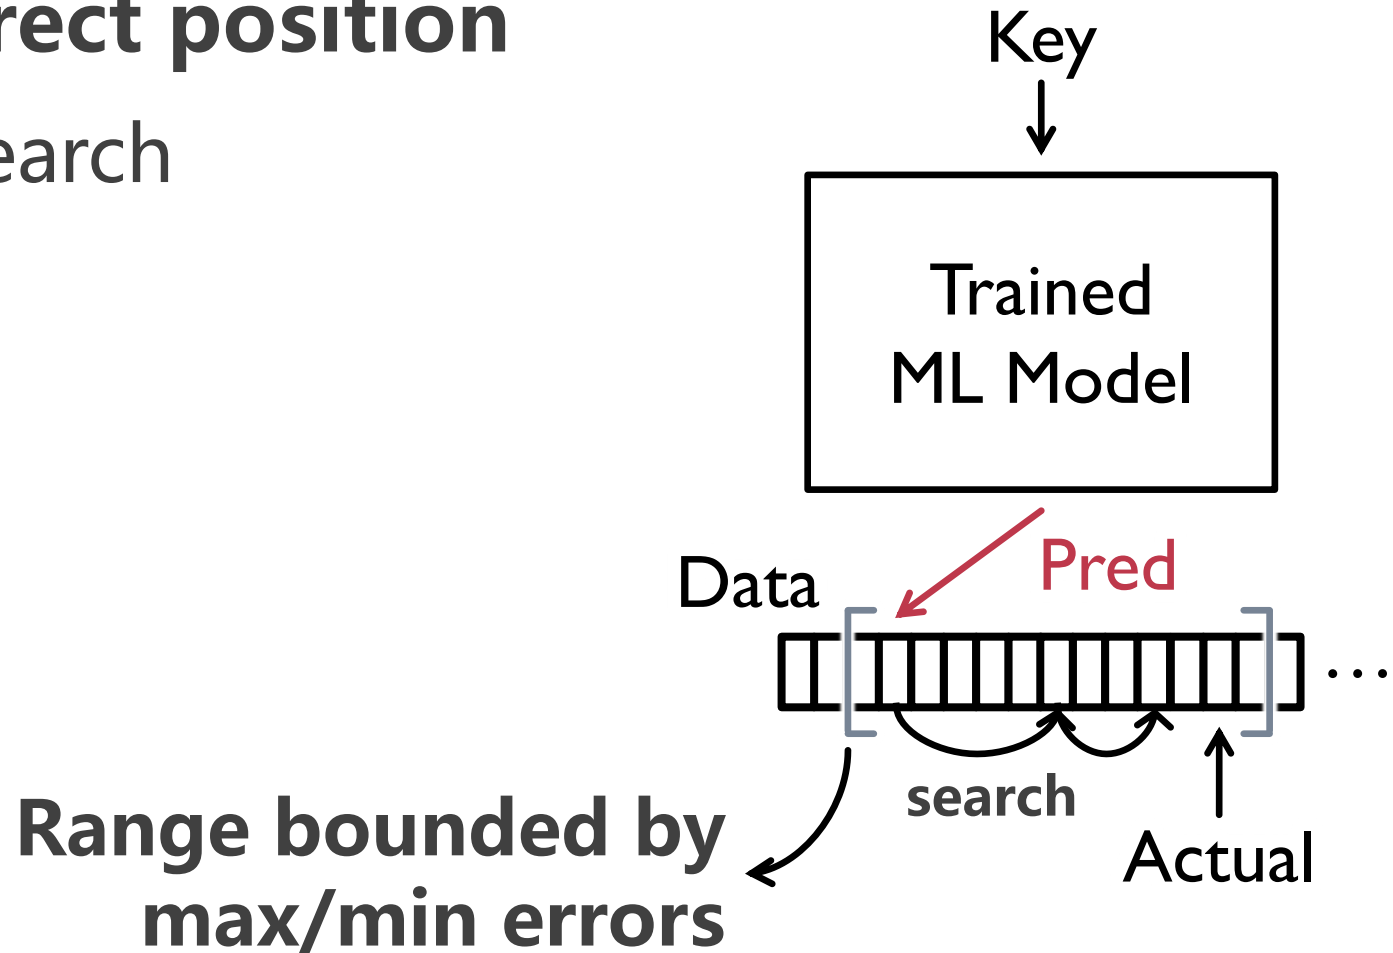 rect position
earch
Key
Trained
ML Model
Pred
Data
...
search
Actual
Range bounded by
max/min errors